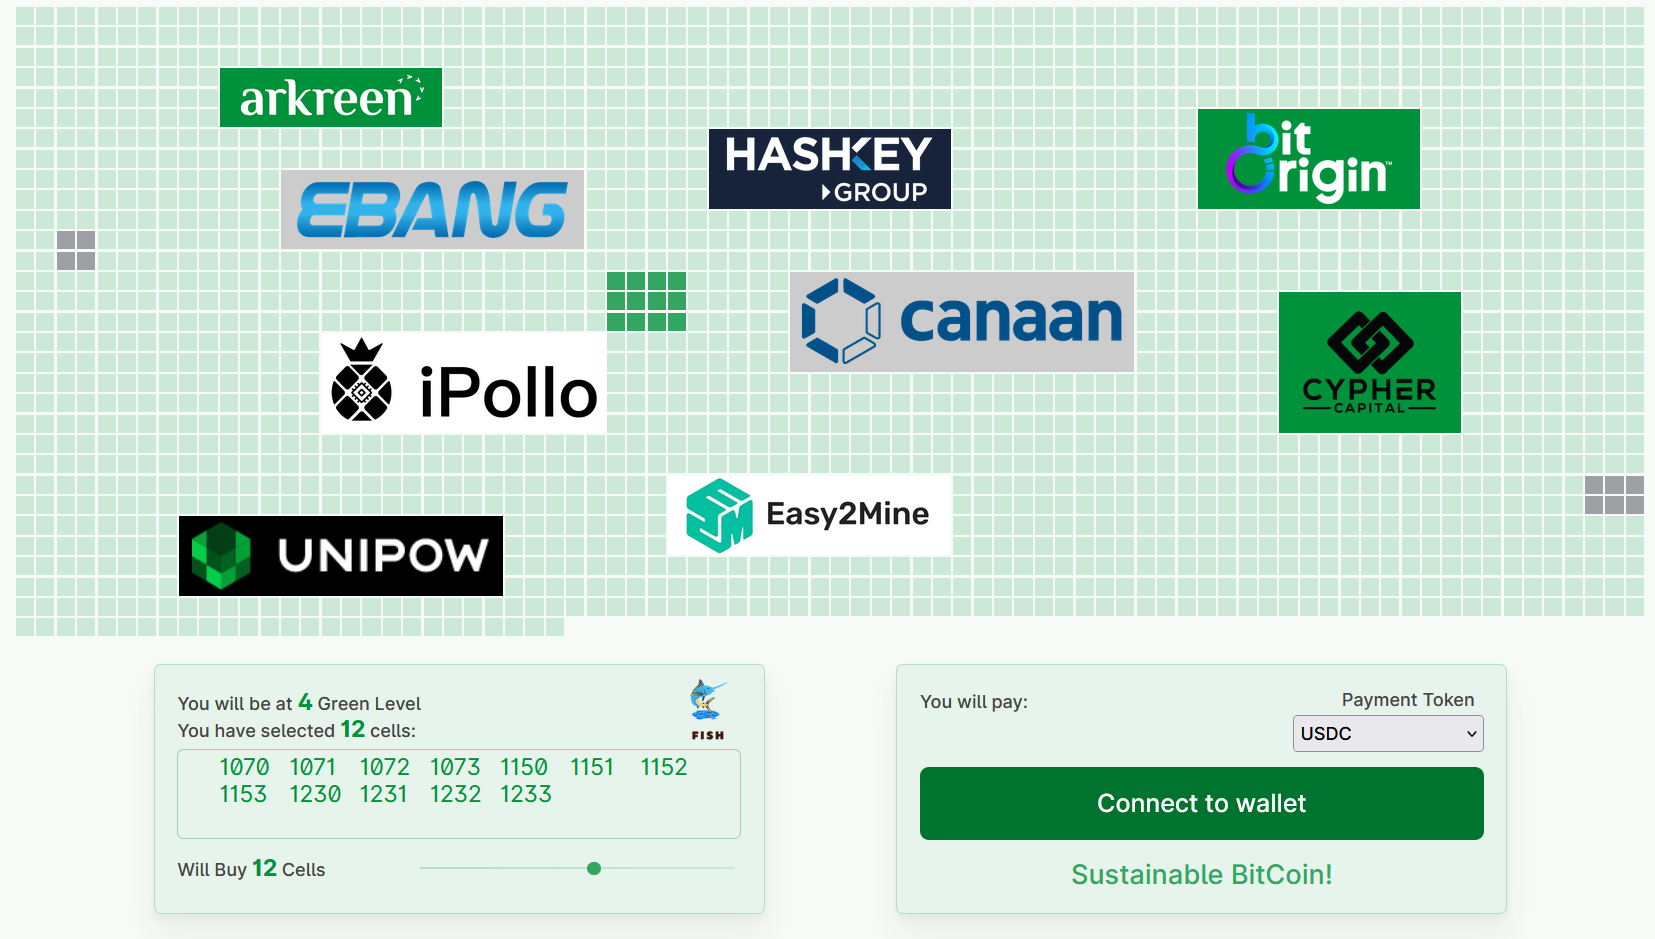 arkreen
HASHKEY
GROUP
bit
Origin™
EBANG
canaan
iPollo
CYPHER
CAPITAL
Easy2Mine
UNIPOW
You will be at 4 Green Level
You have selected 12 cells:
FISH
1070 1071 1072 1073 1150 1151 1152
1153 1230 1231 1232 1233
Will Buy 12 Cells
You will pay:
Payment Token
USDC
Connect to wallet
Sustainable BitCoin!